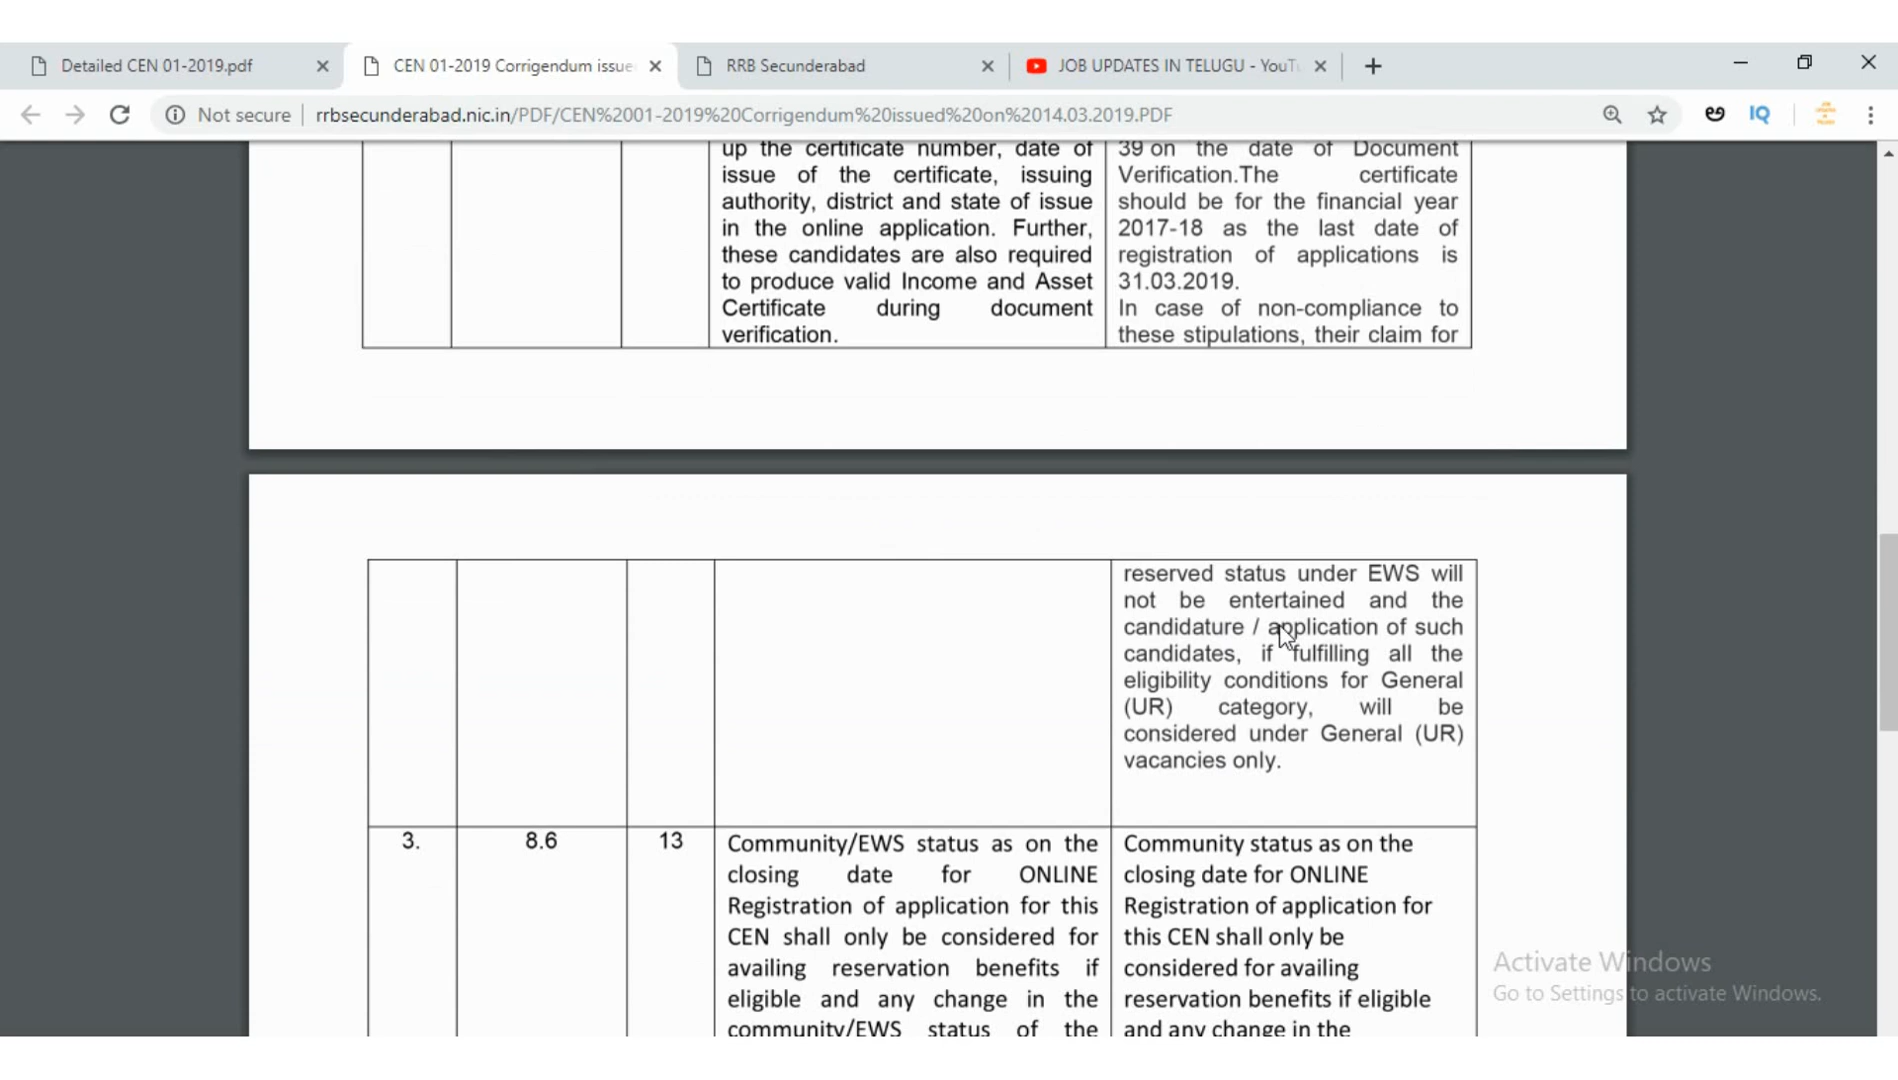 Detailed CEN 01-2019.pdf
CEN 01-2019 Corrigendum issue
RRB Secunderabad
JOB UPDATES IN TELUGU - YouTu
Not secure
rrbsecunderabad.nic.in/PDF/CEN%2001-2019%20Corrigendum%20issued%20on%2014.03.2019.PDF
IQ
up the certificate number, date of
issue of the certificate, issuing
authority, district and state of issue
in the online application. Further,
these candidates are also required
to produce valid Income and Asset
Certificate during document
verification.
39 on the date of Document
Verification.The certificate
should be for the financial year
2017-18 as the last date of
registration of applications is
31.03.2019.
In case of non-compliance to
these stipulations, their claim for
reserved status under EWS will
not be entertained and the
candidature / application of such
candidates, if fulfilling all the
eligibility conditions for General
(UR) category, will be
considered under General (UR)
vacancies only.
3.
8.6
13
Community/EWS status as on the
closing date for ONLINE
Registration of application for this
CEN shall only be considered for
availing reservation benefits if
eligible and any change in the
community/EWS status of the
Community status as on the
closing date for ONLINE
Registration of application for
this CEN shall only be
considered for availing
reservation benefits if eligible
and any change in the
Activate Windows
Go to Settings to activate Windows.